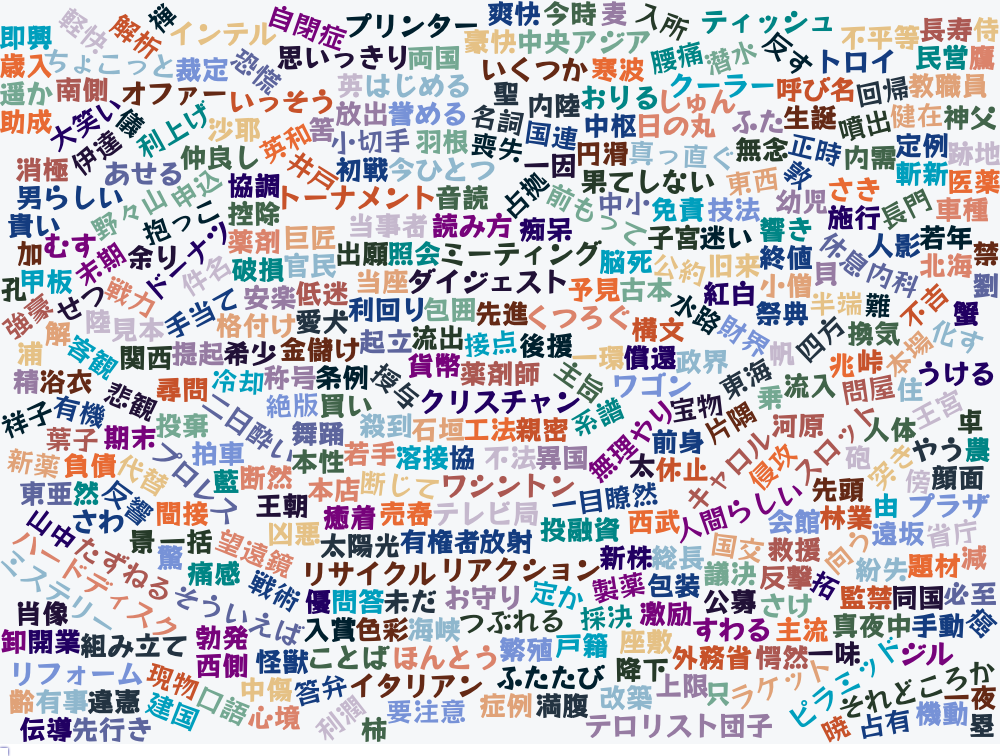 即興
軽快
解析
禅
インテル
自閉症
プリンター
爽快
今時
麦
入所
ティッシュ
不平等
長寿
侍
歳入
ちょこっと
裁定
恐慌
思いっきり
両国
豪快
中央アジア
腰痛
潜水
反す
トロイ
民営
鷹
遥か
南側
オファー
いっそう
英
はじめる
いくつか
寒波
クーラー
呼び名
回帰
教職員
助成
大笑い
儀
利上げ
沙耶
放出
誉める
聖
内陸
おりる
しゅん
ふた
生誕
噴出
健在
神父
伊達
英和
筈
小切手
羽根
名詞
国連
中枢
日の丸
消極
あせる
仲良し
井戸
初戦
今ひとつ
喪失
一因
円滑
真っ直ぐ
無念
正時
内需
定例
跡地
男らしい
野々山
申込
協調
トーナメント
音読
占拠
果てしない
東西
斬新
医薬
貴い
抱っこ
控除
当事者
読み方
痴呆
前もって
中小
免責
技法
幼児
さき
施行
長門
車種
加
むす
末期
余り
ドーナツ
薬剤
巨匠
出願
照会
ミーティング
子宮
迷い
響き
休息
人影
若年
禁
孔
甲板
戦力
件名
破損
官民
当座
ダイジェスト
脳死
公約
旧来
終値
貝
内科
北海
劉
強豪
せつ
手当て
安楽
低迷
利回り
包囲
先進
予見
古本
水路
紅白
小僧
半端
難
不吉
蟹
解
陸
見本
格付け
愛犬
起立
流出
接点
後援
くつろぐ
横文
財界
祭典
四方
換気
化す
浦
客観
関西
提起
希少
金儲け
貨幣
薬剤師
一環
償還
政界
帆
兆
峠
本場
精
浴衣
悲観
尋問
冷却
称号
条例
授与
主旨
ワゴン
東海
乗
流入
問屋
住
うける
祥子
有機
二日酔い
絶版
買い
クリスチャン
系譜
宝物
片隅
王宮
卓
葉子
期末
投棄
舞踊
殺到
石垣
工法
親密
無理やり
前身
河原
スロット
人体
新薬
負債
代替
プロレス
拍車
本性
若手
溶接
協
不法
異国
太
休止
キャロル
侵攻
砲
突き
やう
農
東亜
然
反響
藍
断然
本店
断じて
ワシントン
一目瞭然
人間らしい
先頭
傍
顔面
山中
さわ
間接
王朝
癒着
売春
テレビ局
投融資
西武
会館
林業
由
プラザ
ハードディスク
たずねる
景
一括
凶悪
太陽光
有権者
放射
国交
救援
向う
遠坂
省庁
ミステリー
驚
望遠鏡
痛感
戦術
リサイクル
リアクション
新株
総長
議決
反撃
拓
紛失
題材
減
肖像
そういえば
優
問答
未だ
お守り
定か
製薬
包装
公募
さけ
監禁
同国
必至
卸
開業
組み立て
勃発
入賞
色彩
海峡
つぶれる
採決
激励
すわる
主流
真夜中
手動
西側
怪獣
ことば
ほんとう
繁殖
戸籍
座敷
外務省
愕然
一味
ジル
リフォーム
現物
口語
中傷
答弁
イタリアン
ふたたび
降下
上限
只
ラケット
ピラミッド
それどころか
齢
有事
違憲
建国
心境
利潤
要注意
症例
満腹
改築
機動
一夜
伝導
先行き
柿
テロリスト
団子
暁
占有
塁